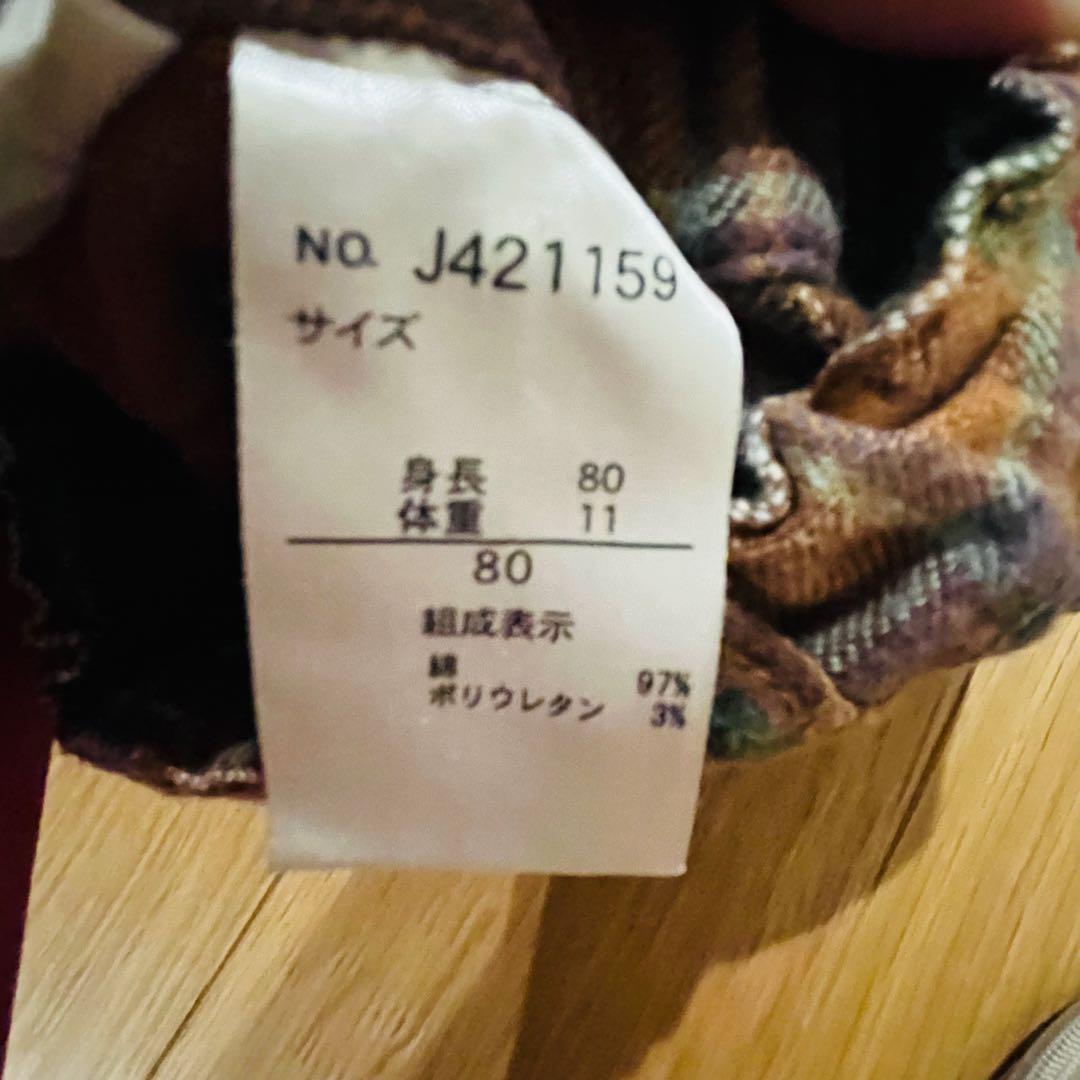 NO. J421159
サイズ
身長 80
体重 11
80
組成表示
綿 97%
ポリウレタン 3%